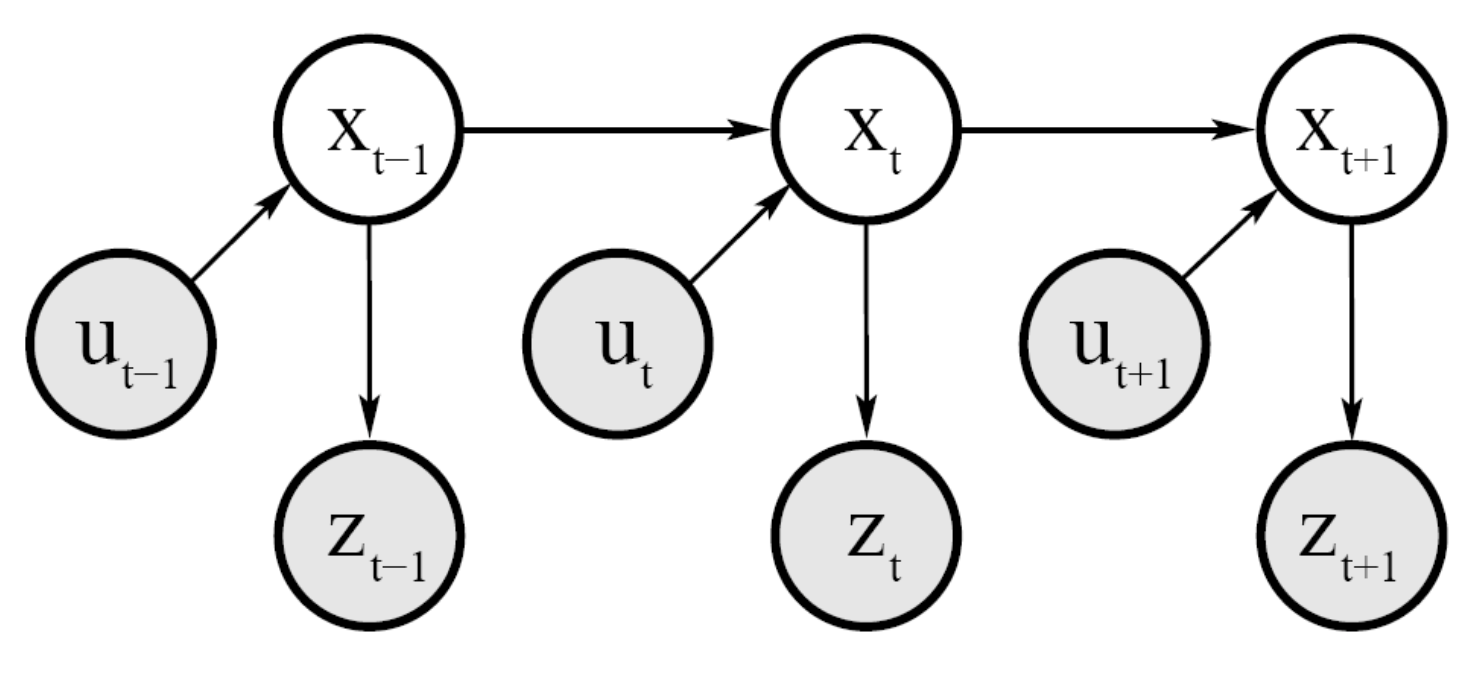 x_{t−1} x_t x_{t+1}
u_{t−1} u_t u_{t+1}
z_{t−1} z_t z_{t+1}